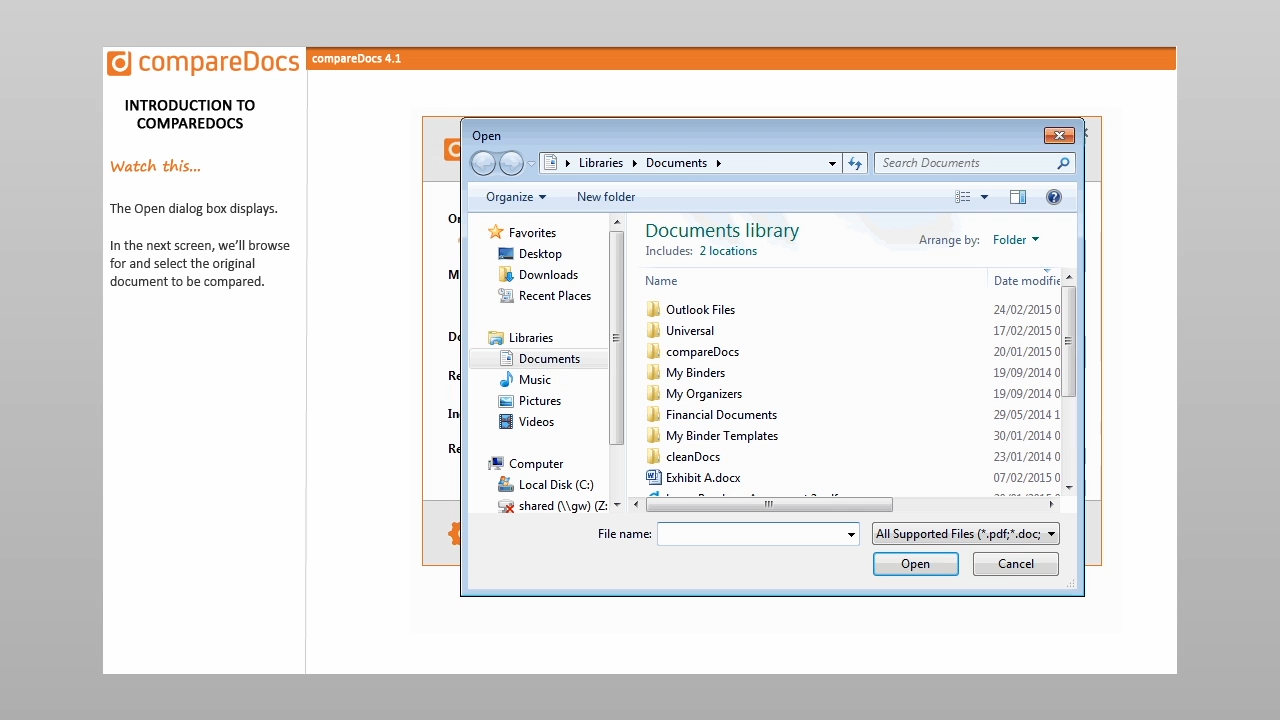 compareDocs
compareDocs 4.1
INTRODUCTION TO
COMPAREDOCS
Watch this...
The Open dialog box displays.
In the next screen, we'll browse
for and select the original
document to be compared.
Open
Libraries Documents
Search Documents
Organize New folder
Favorites
Desktop
Downloads
Recent Places
Libraries
Documents
Music
Pictures
Videos
Computer
Local Disk (C:)
shared (\\gw) (Z:
Documents library
Includes: 2 locations
Arrange by: Folder
Name Date modifie
Outlook Files 24/02/2015 0
Universal 17/02/2015 0
compareDocs 20/01/2015 0
My Binders 19/09/2014 0
My Organizers 19/09/2014 0
Financial Documents 29/05/2014 1
My Binder Templates 30/01/2014 0
cleanDocs 23/01/2014 0
Exhibit A.docx 07/02/2015 0
File name: All Supported Files (*.pdf;*.doc;
Open Cancel
Or
M
Do
Re
In
Re